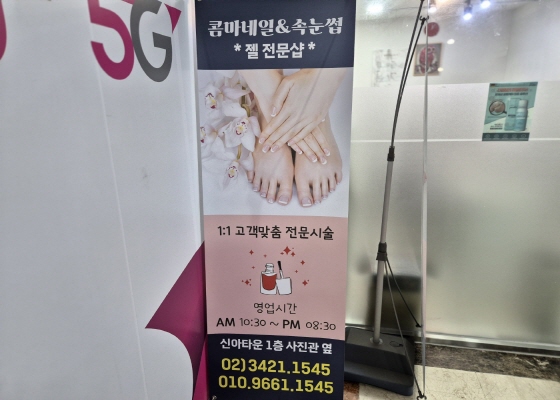 5G
콤마네일&속눈썹
* 젤 전문샵 *
1:1 고객맞춤 전문시술
영업시간
AM 10:30 ~ PM 08:30
신아타운 1층 사진관 옆
02)3421.1545
010.9661.1545